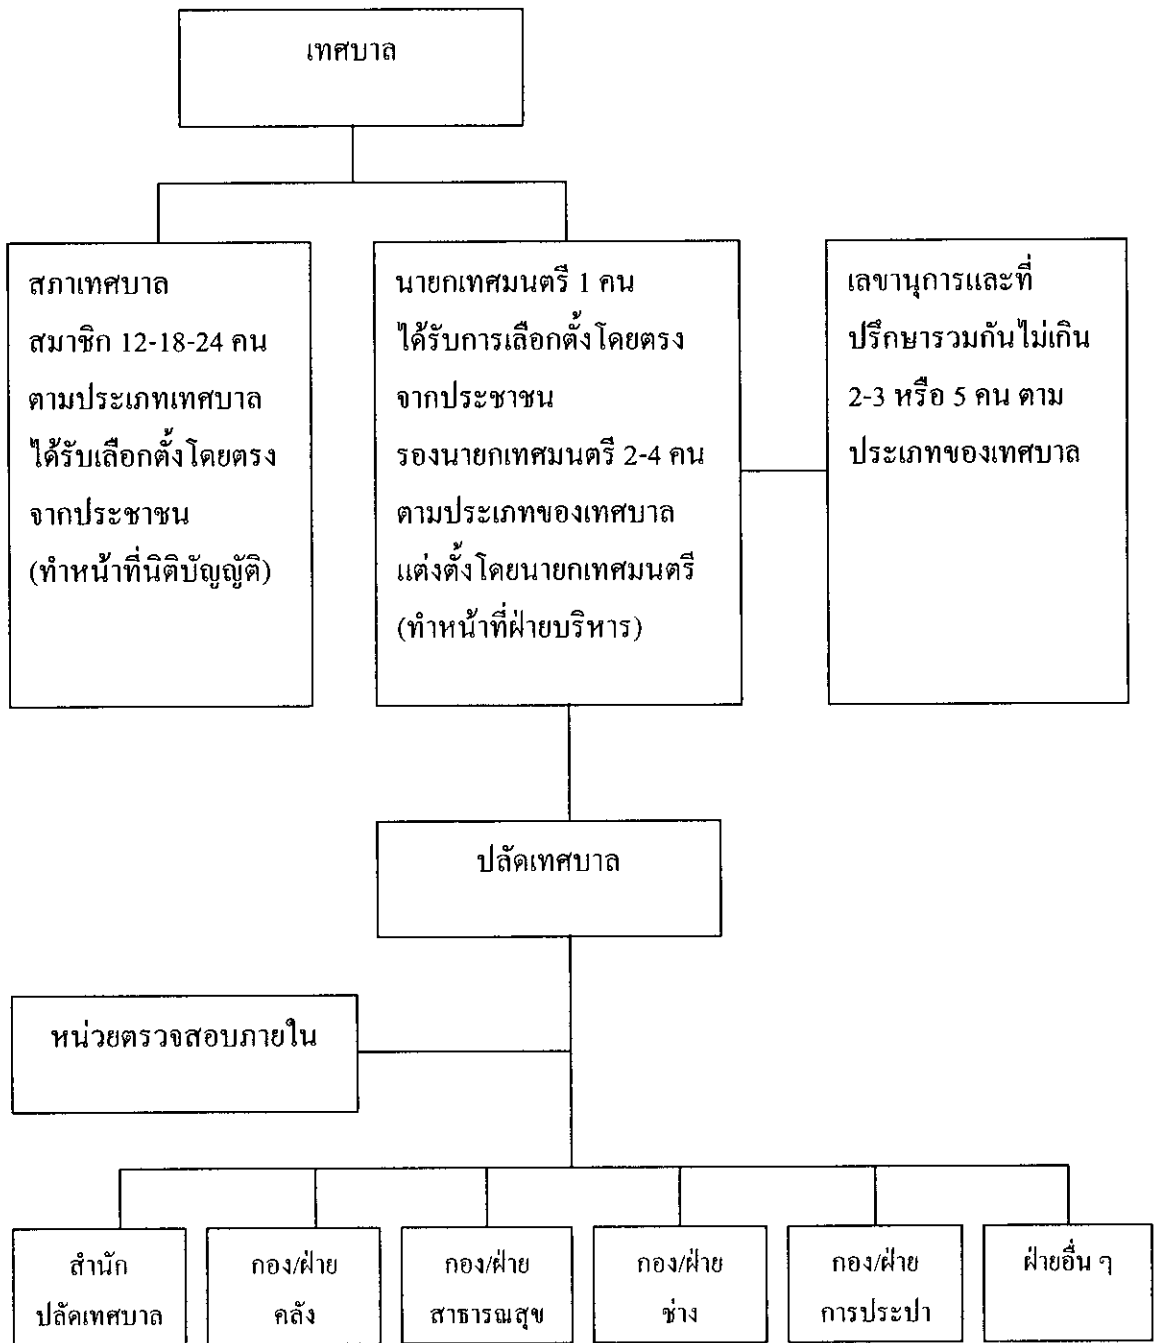 เทศบาล
สภาเทศบาล
สมาชิก 12-18-24 คน
ตามประเภทเทศบาล
ได้รับเลือกตั้งโดยตรง
จากประชาชน
(ทำหน้าที่นิติบัญญัติ)
นายกเทศมนตรี 1 คน
ได้รับการเลือกตั้งโดยตรง
จากประชาชน
รองนายกเทศมนตรี 2-4 คน
ตามประเภทของเทศบาล
แต่งตั้งโดยนายกเทศมนตรี
(ทำหน้าที่ฝ่ายบริหาร)
เลขานุการและที่
ปรึกษารวมกันไม่เกิน
2-3 หรือ 5 คน ตาม
ประเภทของเทศบาล
ปลัดเทศบาล
หน่วยตรวจสอบภายใน
สำนัก
ปลัดเทศบาล
กอง/ฝ่าย
คลัง
กอง/ฝ่าย
สาธารณสุข
กอง/ฝ่าย
ช่าง
กอง/ฝ่าย
การประปา
ฝ่ายอื่น ๆ